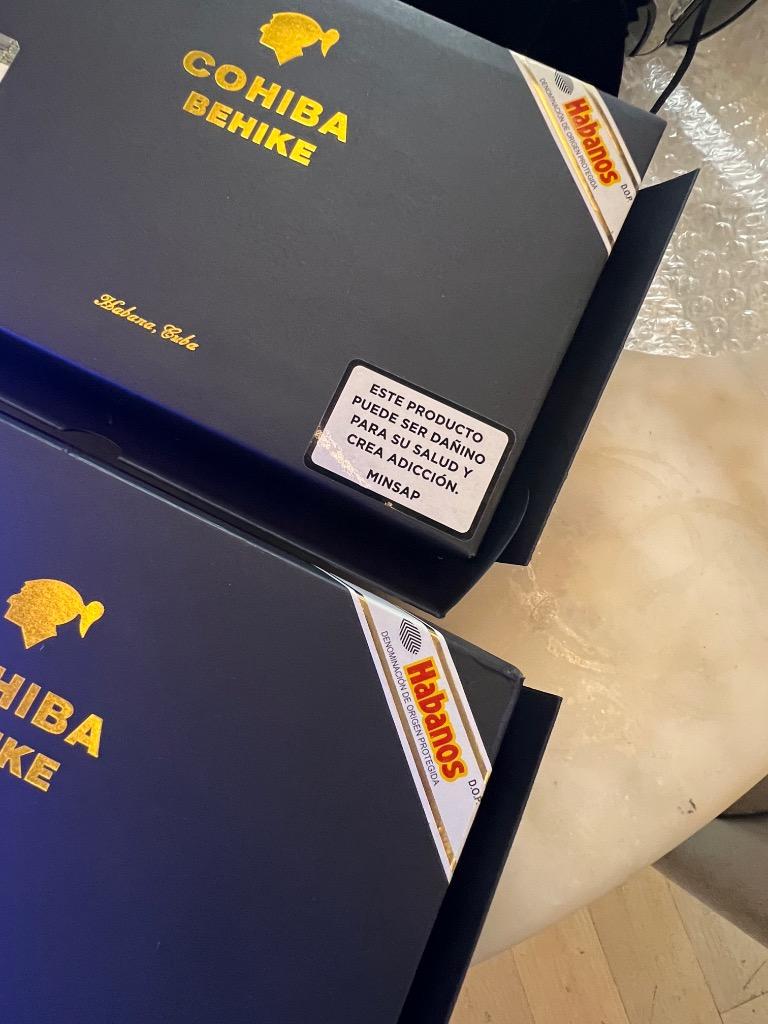 COHIBA
BEHIKE
Habanos
DENOMINACIÓN DE ORIGEN PROTEGIDA
D.O.P.
Habana, Cuba
ESTE PRODUCTO
PUEDE SER DAÑINO
PARA SU SALUD Y
CREA ADICCIÓN.
MINSAP
HIBA
IKE
Habanos
DENOMINACIÓN DE ORIGEN PROTEGIDA
D.O.P